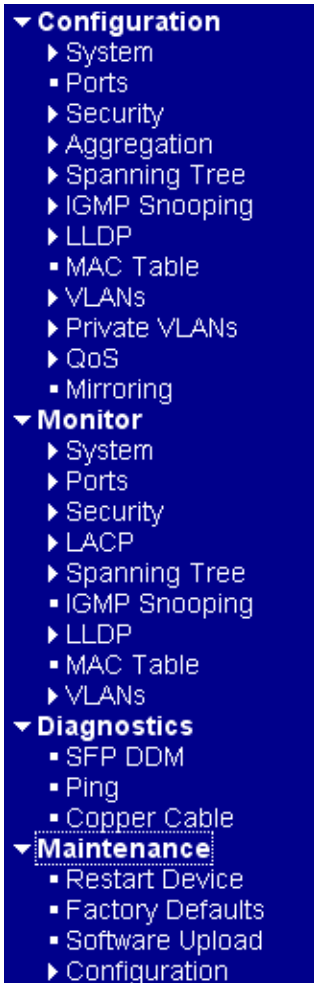 Configuration
System
Ports
Security
Aggregation
Spanning Tree
IGMP Snooping
LLDP
MAC Table
VLANs
Private VLANs
QoS
Mirroring
Monitor
System
Ports
Security
LACP
Spanning Tree
IGMP Snooping
LLDP
MAC Table
VLANs
Diagnostics
SFP DDM
Ping
Copper Cable
Maintenance
Restart Device
Factory Defaults
Software Upload
Configuration